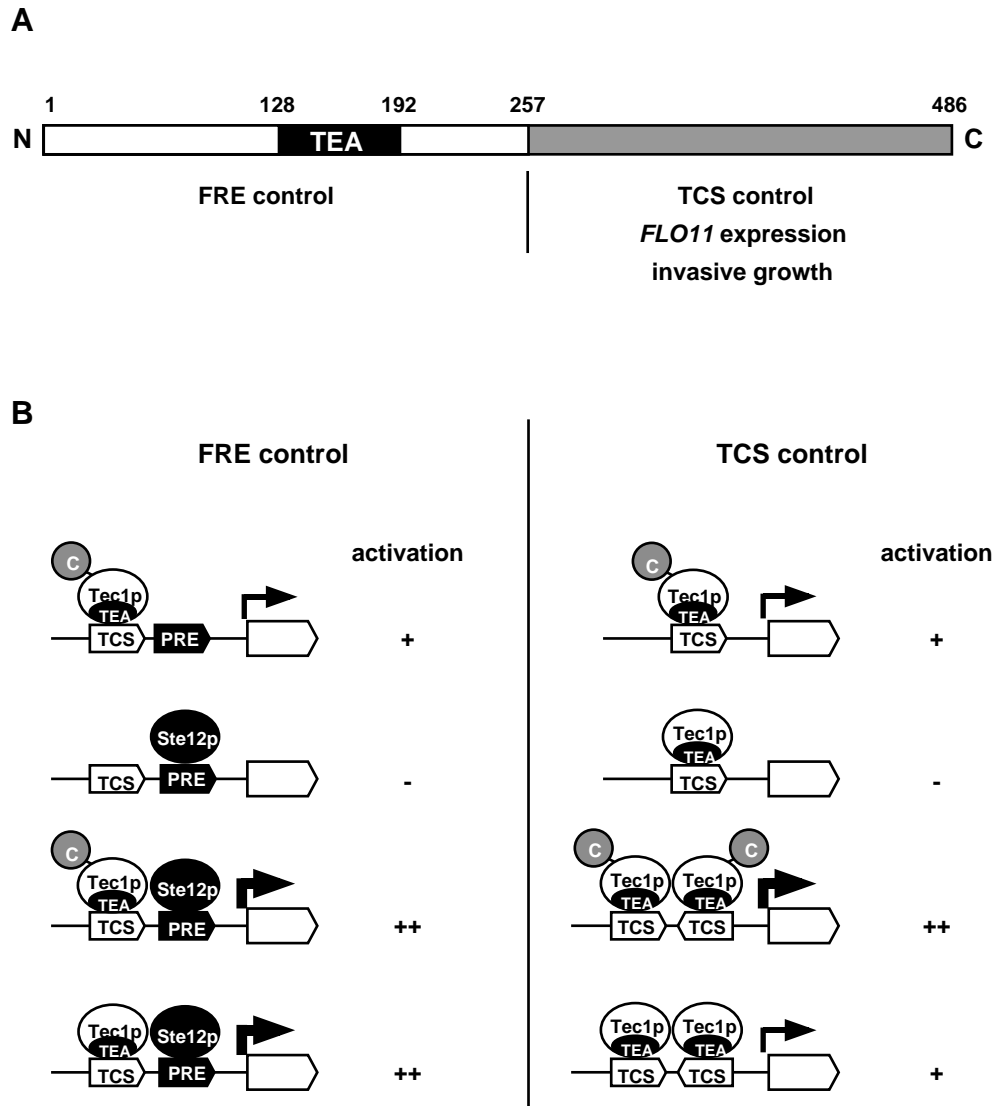 A
1 128 192 257 486
N TEA C
FRE control
TCS control
FLO11 expression
invasive growth
B
FRE control
TCS control
activation
activation
C
Tec1p
TEA
TCS PRE
+
C
Tec1p
TEA
TCS
+
Ste12p
TCS PRE
-
Tec1p
TEA
TCS
-
C
Tec1p Ste12p
TEA
TCS PRE
++
C C
Tec1p Tec1p
TEA TEA
TCS TCS
++
Tec1p Ste12p
TEA
TCS PRE
++
Tec1p Tec1p
TEA TEA
TCS TCS
+